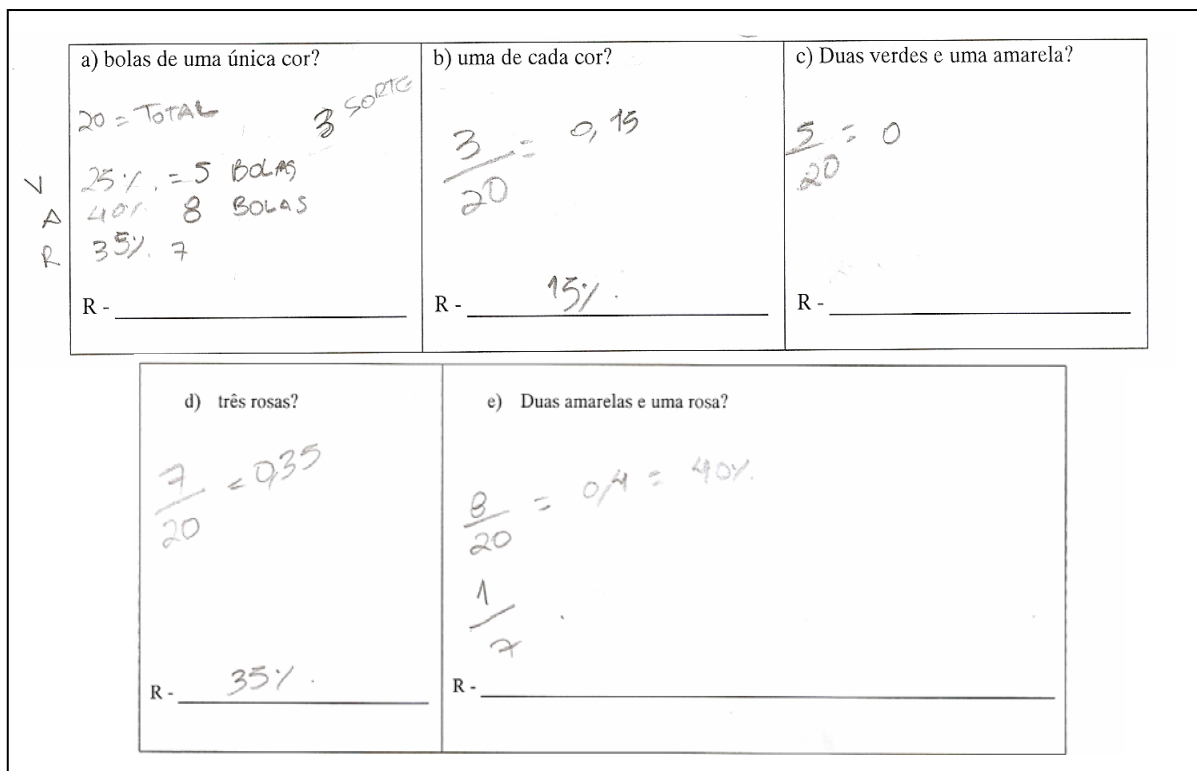 a) bolas de uma única cor?
20 = TOTAL
3 SORTE
V 25% . = 5 BOLAS
A 40% 8 BOLAS
R 35%. 7
R - 
b) uma de cada cor?
3/20 = 0,15
R - 15% .
c) Duas verdes e uma amarela?
5/20 = 0
R - 
d) três rosas?
7/20 = 0,35
R - 35% .
e) Duas amarelas e uma rosa?
8/20 = 0,4 = 40%.
1/7
R -